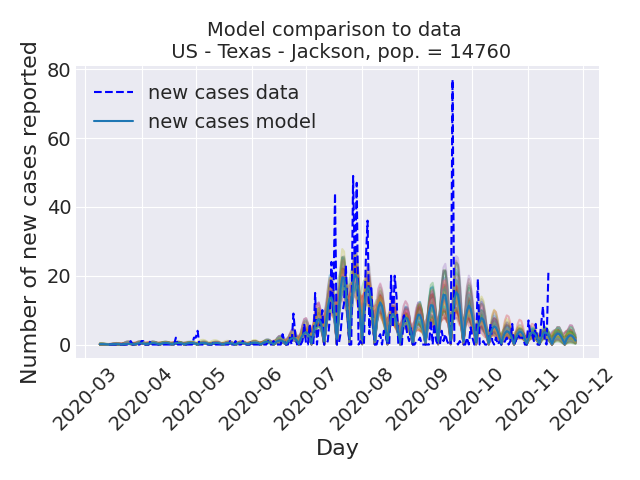 Model comparison to data
US - Texas - Jackson, pop. = 14760
Number of new cases reported
80
60
40
20
0
new cases data
new cases model
2020-03
2020-04
2020-05
2020-06
2020-07
2020-08
2020-09
2020-10
2020-11
2020-12
Day